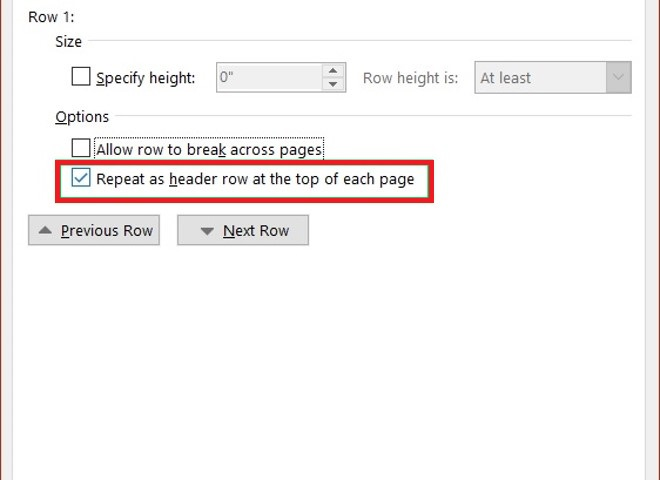 Row 1:
Size
Specify height: 0" Row height is: At least
Options
Allow row to break across pages
Repeat as header row at the top of each page
Previous Row Next Row